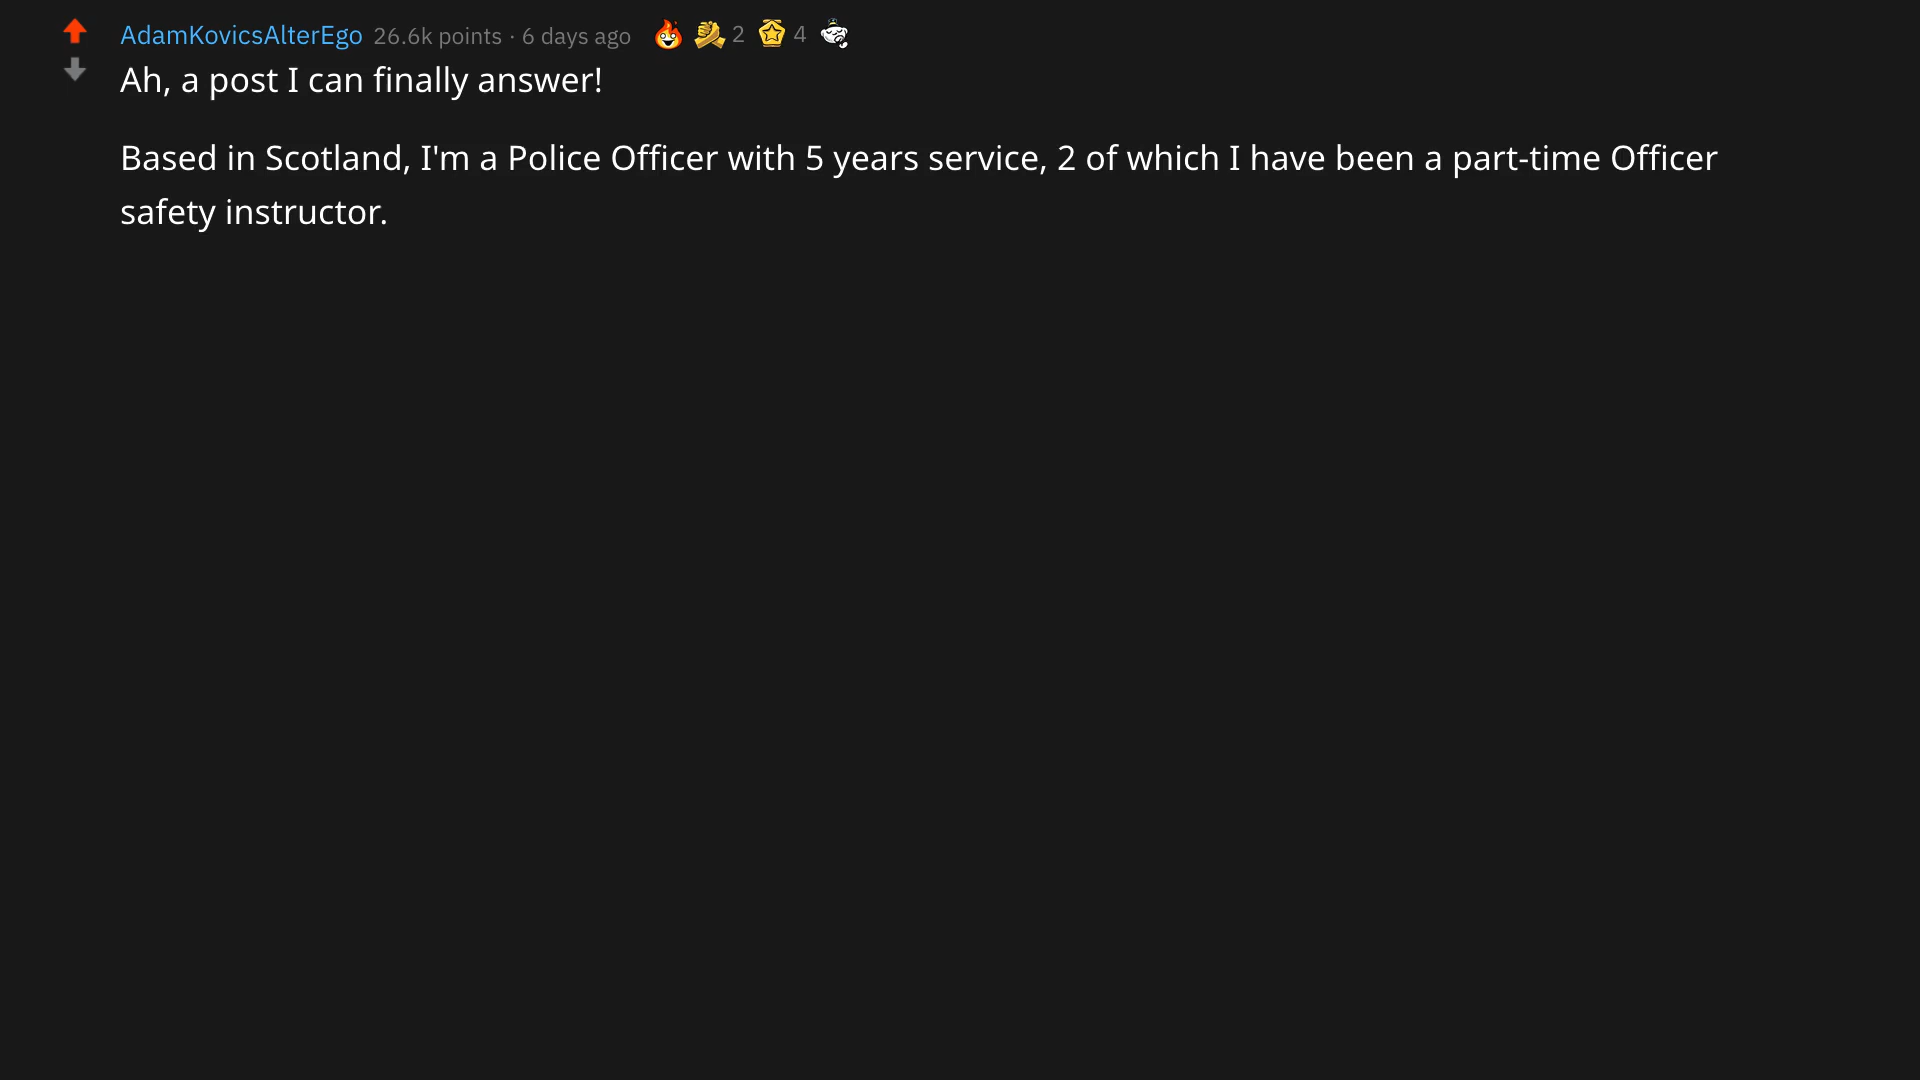 AdamKovicsAlterEgo 26.6k points · 6 days ago 2 4
Ah, a post I can finally answer!
Based in Scotland, I'm a Police Officer with 5 years service, 2 of which I have been a part-time Officer
safety instructor.